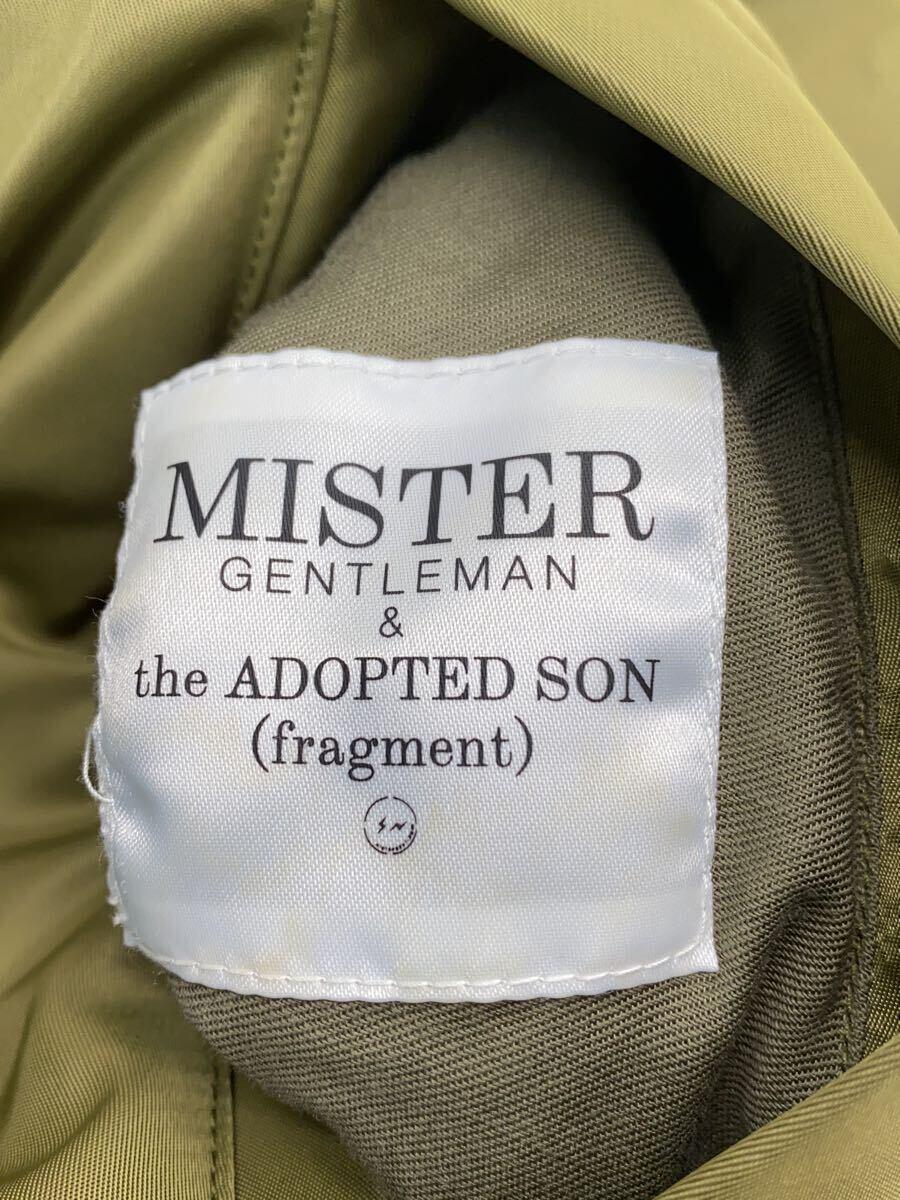 MISTER
GENTLEMAN
&
the ADOPTED SON
(fragment)